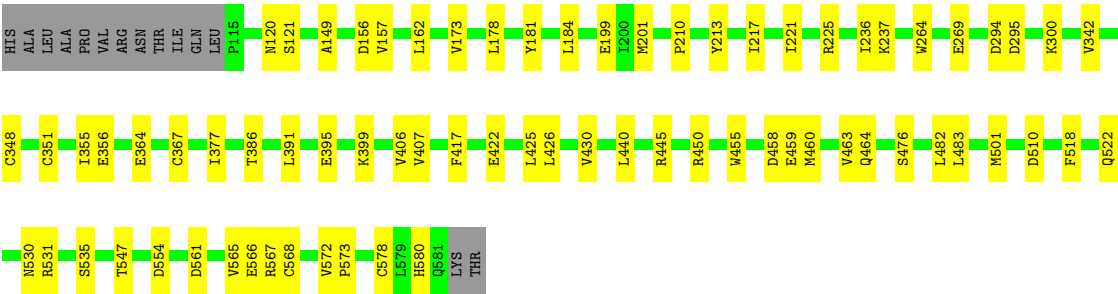 HIS ALA LEU ALA PRO VAL ARG ASN THR ILE GLN LEU P115 N120 S121 A149 D156 V157 L162 V173 L178 Y181 L184 E199 I200 M201 P210 Y213 I217 I221 R225 I236 K237 W264 E269 D294 D295 K300 V342
C348 C351 I355 E356 E364 C367 I377 T386 L391 E395 K399 V406 V407 F417 E422 L425 L426 V430 L440 R445 R450 W455 D458 E459 M460 V463 Q464 S476 L482 L483 M501 D510 F518 Q522
N530 R531 S535 T547 D554 D561 V565 E566 R567 C568 V572 P573 C578 L579 H580 Q581 LYS THR